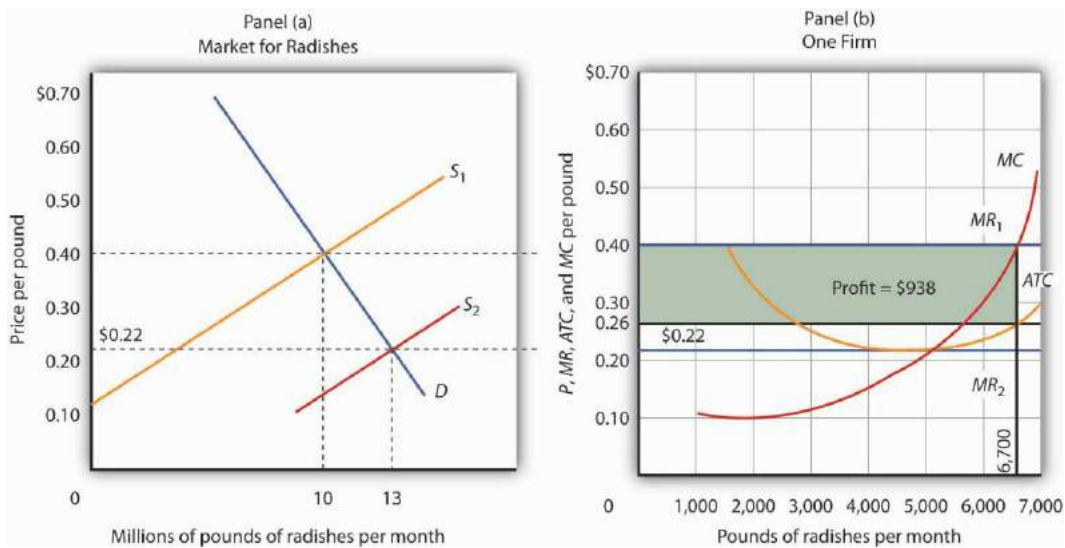 Panel (a)
Market for Radishes
Price per pound
$0.70
0.60
0.50
0.40
0.30
$0.22
0.20
0.10
0
S1
S2
D
10
13
Millions of pounds of radishes per month
Panel (b)
One Firm
P, MR, ATC, and MC per pound
$0.70
0.60
0.50
0.40
0.30
0.26
$0.22
0.20
0.10
0
MC
MR1
ATC
Profit = $938
MR2
6,700
1,000
2,000
3,000
4,000
5,000
6,000
7,000
Pounds of radishes per month